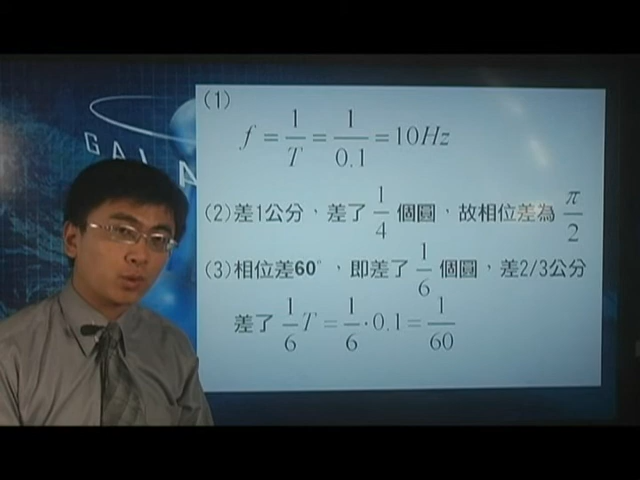 GALA
(1)
f = 1/T = 1/0.1 = 10Hz
(2)差1公分，差了 1/4 個圓，故相位差為 π/2
(3)相位差60°，即差了 1/6 個圓，差2/3公分
差了 1/6 T = 1/6 · 0.1 = 1/60